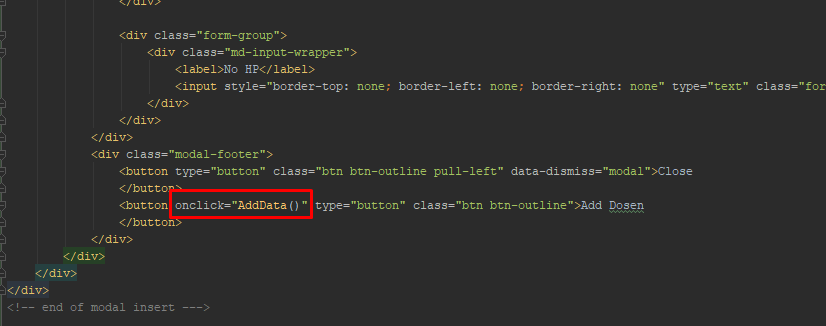 </div>
<div class="form-group">
<div class="md-input-wrapper">
<label>No HP</label>
<input style="border-top: none; border-left: none; border-right: none" type="text" class="for
</div>
</div>
</div>
<div class="modal-footer">
<button type="button" class="btn btn-outline pull-left" data-dismiss="modal">Close
</button>
<button onclick="AddData()" type="button" class="btn btn-outline">Add Dosen
</button>
</div>
</div>
</div>
</div>
<!-- end of modal insert --->